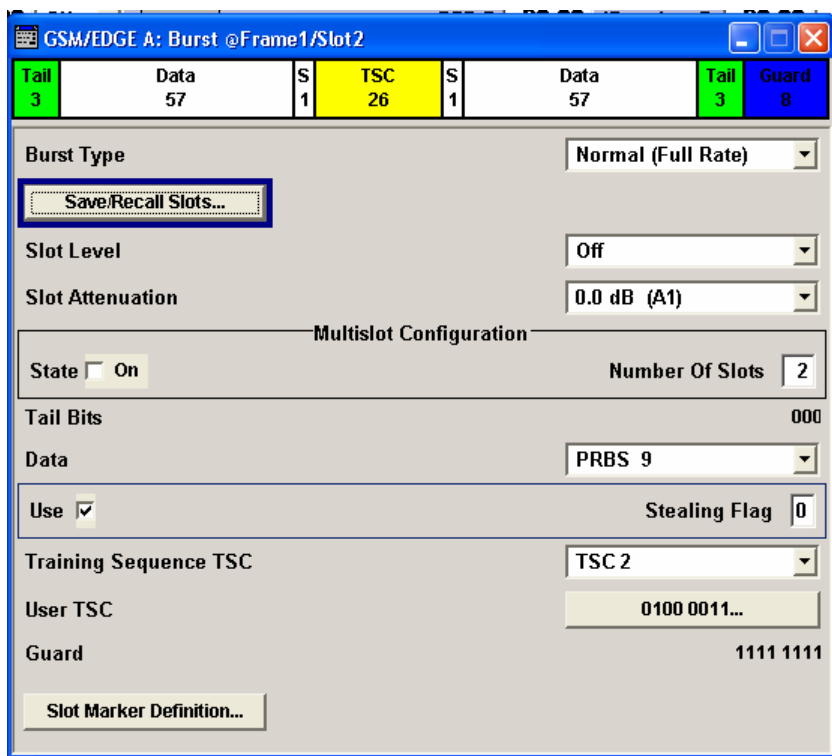 GSM/EDGE A: Burst @Frame1/Slot2
Tail Data S TSC S Data Tail Guard
3 57 1 26 1 57 3 8
Burst Type Normal (Full Rate)
Save/Recall Slots...
Slot Level Off
Slot Attenuation 0.0 dB (A1)
Multislot Configuration
State On Number Of Slots 2
Tail Bits 000
Data PRBS 9
Use Stealing Flag 0
Training Sequence TSC TSC 2
User TSC 0100 0011...
Guard 1111 1111
Slot Marker Definition...